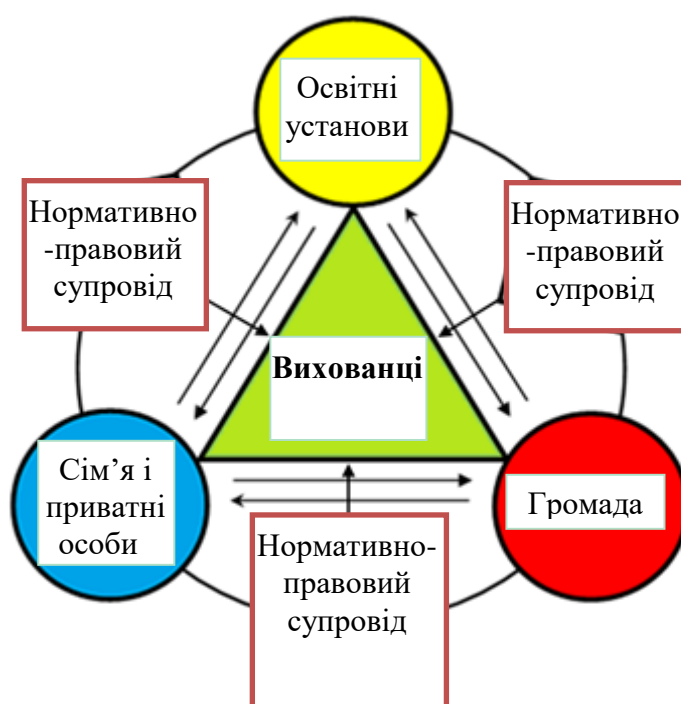 Освітні
установи
Нормативно
-правовий
супровід
Нормативно
-правовий
супровід
Вихованці
Сім’я і
приватні
особи
Громада
Нормативно-
правовий
супровід